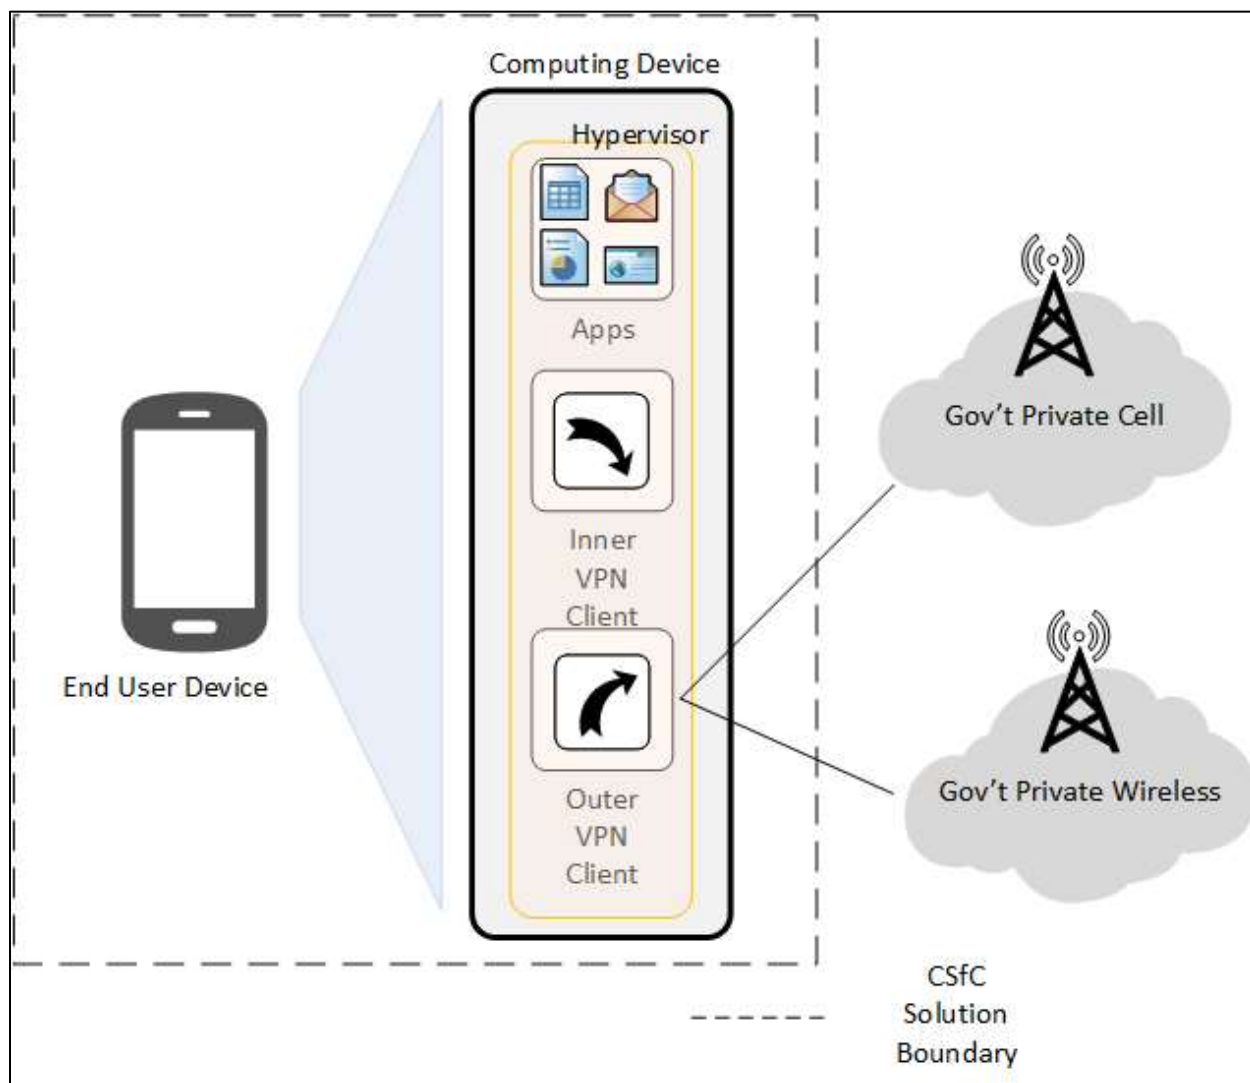 Computing Device
Hypervisor
Apps
Inner
VPN
Client
Outer
VPN
Client
End User Device
Gov't Private Cell
Gov't Private Wireless
CSfC
Solution
Boundary